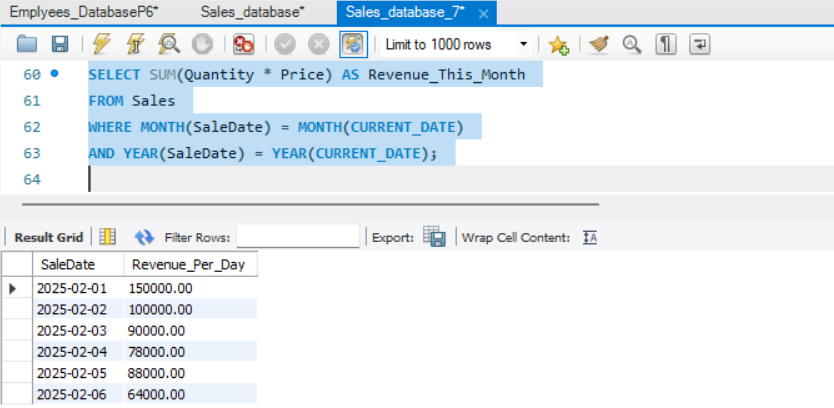 Emplyees_DatabaseP6* Sales_database* Sales_database_7* ×
Limit to 1000 rows
60 SELECT SUM(Quantity * Price) AS Revenue_This_Month
61 FROM Sales
62 WHERE MONTH(SaleDate) = MONTH(CURRENT_DATE)
63 AND YEAR(SaleDate) = YEAR(CURRENT_DATE);
64
Result Grid Filter Rows: Export: Wrap Cell Content: IA
SaleDate Revenue_Per_Day
2025-02-01 150000.00
2025-02-02 100000.00
2025-02-03 90000.00
2025-02-04 78000.00
2025-02-05 88000.00
2025-02-06 64000.00